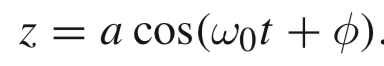 z = a cos(ω₀t + ϕ).